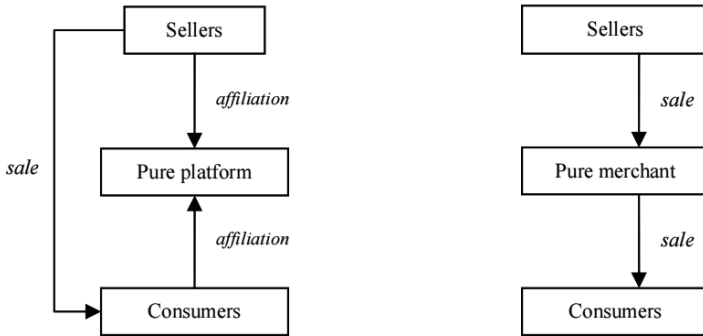 Sellers
affiliation
sale
Pure platform
affiliation
Consumers
Sellers
sale
Pure merchant
sale
Consumers